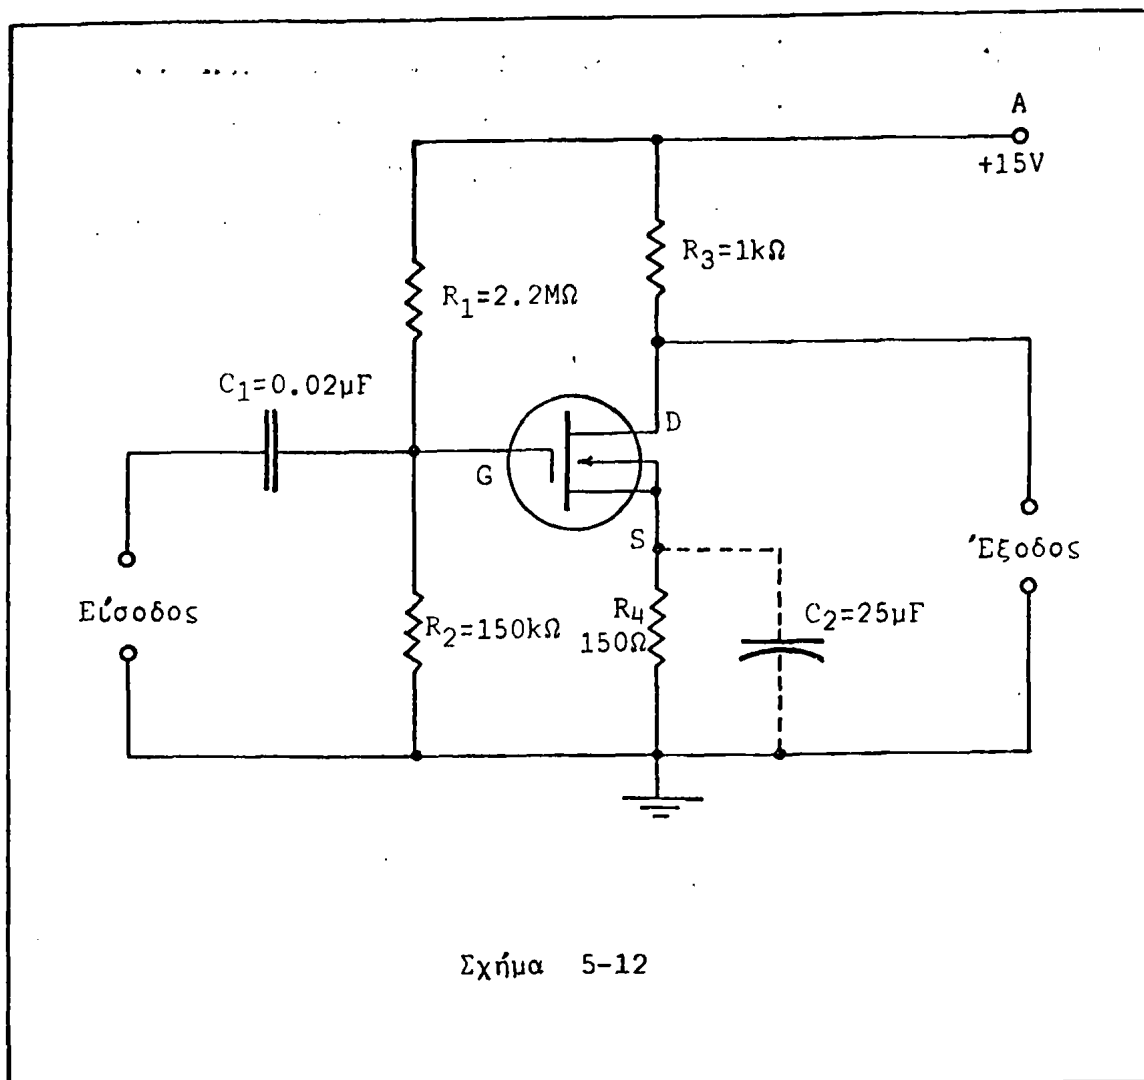 A
+15V
R3=1kΩ
R1=2.2MΩ
C1=0.02μF
D
G
S
Έξοδος
Είσοδος
R2=150kΩ
R4
150Ω
C2=25μF
Σχήμα 5-12